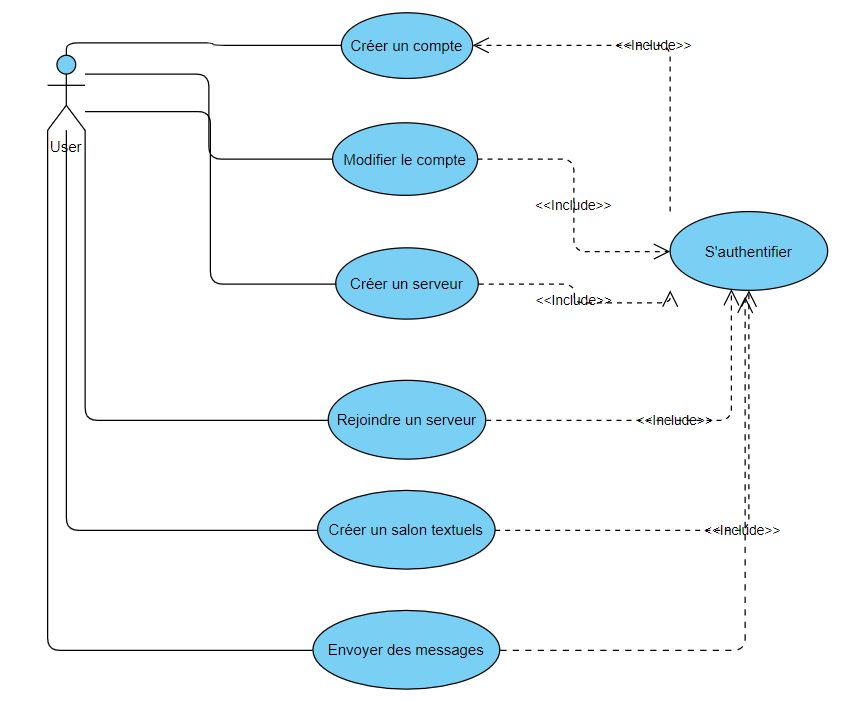 Créer un compte
<<Include>>
User
Modifier le compte
<<Include>>
S'authentifier
Créer un serveur
<<Include>>
Rejoindre un serveur
<<Include>>
Créer un salon textuels
<<Include>>
Envoyer des messages